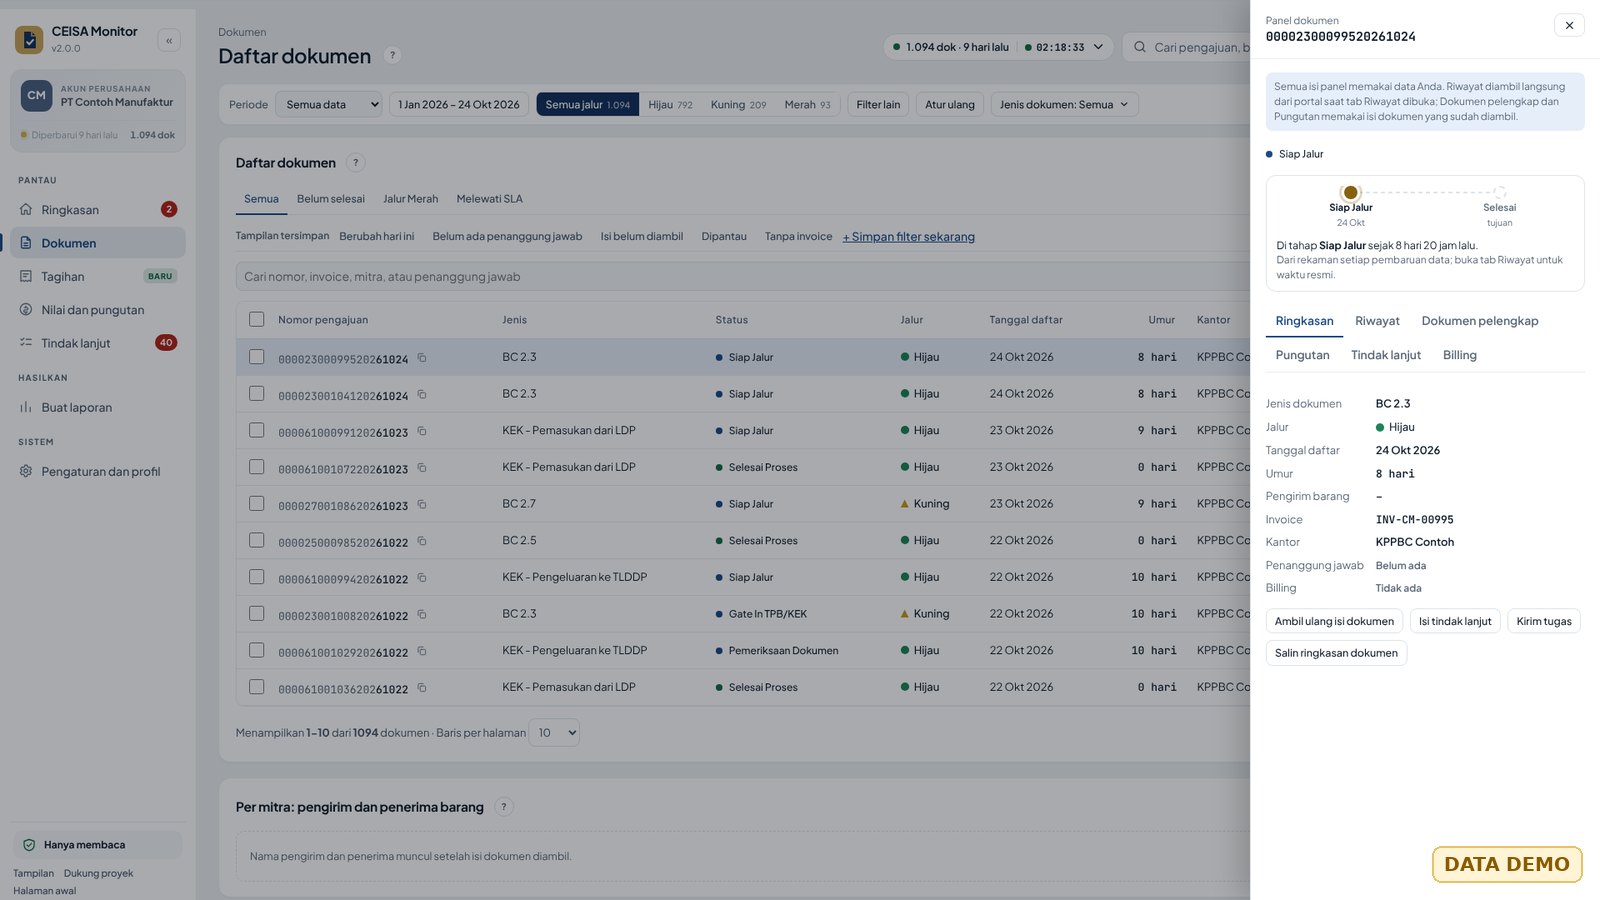 CEISA Monitor
v2.0.0
«
CM
AKUN PERUSAHAAN
PT Contoh Manufaktur
Diperbarui 9 hari lalu 1.094 dok
PANTAU
Ringkasan 2
Dokumen
Tagihan BARU
Nilai dan pungutan
Tindak lanjut 40
HASILKAN
Buat laporan
SISTEM
Pengaturan dan profil
Hanya membaca
Tampilan Dukung proyek
Halaman awal
Dokumen
Daftar dokumen ?
1.094 dok · 9 hari lalu 02:18:33
Cari pengajuan, b
Periode Semua data 1 Jan 2026 – 24 Okt 2026 Semua jalur 1.094 Hijau 792 Kuning 209 Merah 93 Filter lain Atur ulang Jenis dokumen: Semua
Daftar dokumen ?
Semua Belum selesai Jalur Merah Melewati SLA
Tampilan tersimpan Berubah hari ini Belum ada penanggung jawab Isi belum diambil Dipantau Tanpa invoice + Simpan filter sekarang
Cari nomor, invoice, mitra, atau penanggung jawab
Nomor pengajuan Jenis Status Jalur Tanggal daftar Umur Kantor
00002300099520261024 BC 2.3 Siap Jalur Hijau 24 Okt 2026 8 hari KPPBC Co
00002300104120261024 BC 2.3 Siap Jalur Hijau 24 Okt 2026 8 hari KPPBC Co
00006100099120261023 KEK - Pemasukan dari LDP Siap Jalur Hijau 23 Okt 2026 9 hari KPPBC Co
00006100107220261023 KEK - Pemasukan dari LDP Selesai Proses Hijau 23 Okt 2026 0 hari KPPBC Co
00002700108620261023 BC 2.7 Siap Jalur Kuning 23 Okt 2026 9 hari KPPBC Co
00002500098520261022 BC 2.5 Selesai Proses Hijau 22 Okt 2026 0 hari KPPBC Co
00006100099420261022 KEK - Pengeluaran ke TLDDP Siap Jalur Hijau 22 Okt 2026 10 hari KPPBC Co
00002300100820261022 BC 2.3 Gate In TPB/KEK Kuning 22 Okt 2026 10 hari KPPBC Co
00006100102920261022 KEK - Pengeluaran ke TLDDP Pemeriksaan Dokumen Hijau 22 Okt 2026 10 hari KPPBC Co
00006100103620261022 KEK - Pemasukan dari LDP Selesai Proses Hijau 22 Okt 2026 0 hari KPPBC Co
Menampilkan 1–10 dari 1094 dokumen · Baris per halaman 10
Per mitra: pengirim dan penerima barang ?
Nama pengirim dan penerima muncul setelah isi dokumen diambil.
Panel dokumen
00002300099520261024
✕
Semua isi panel memakai data Anda. Riwayat diambil langsung
dari portal saat tab Riwayat dibuka; Dokumen pelengkap dan
Pungutan memakai isi dokumen yang sudah diambil.
Siap Jalur
Siap Jalur Selesai
24 Okt tujuan
Di tahap Siap Jalur sejak 8 hari 20 jam lalu.
Dari rekaman setiap pembaruan data; buka tab Riwayat untuk
waktu resmi.
Ringkasan Riwayat Dokumen pelengkap
Pungutan Tindak lanjut Billing
Jenis dokumen BC 2.3
Jalur Hijau
Tanggal daftar 24 Okt 2026
Umur 8 hari
Pengirim barang –
Invoice INV-CM-00995
Kantor KPPBC Contoh
Penanggung jawab Belum ada
Billing Tidak ada
Ambil ulang isi dokumen Isi tindak lanjut Kirim tugas
Salin ringkasan dokumen
DATA DEMO